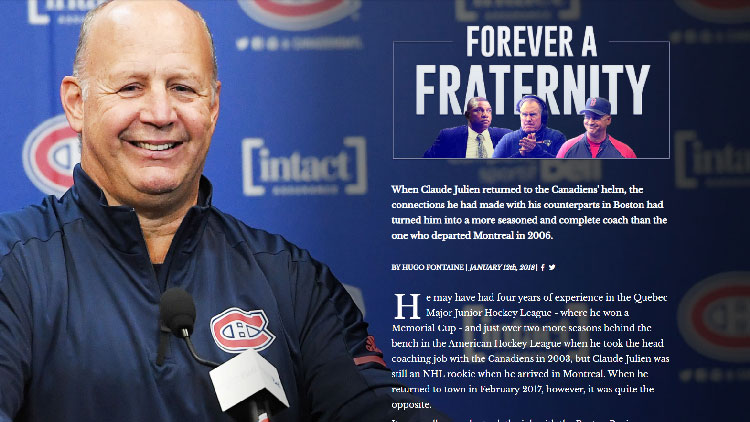 intact
ASSURANCE
FOREVER A
FRATERNITY
When Claude Julien returned to the Canadiens' helm, the
connections he had made with his counterparts in Boston had
turned him into a more seasoned and complete coach than the
one who departed Montreal in 2006.
BY HUGO FONTAINE | JANUARY 12th, 2018 |
He may have had four years of experience in the Quebec
Major Junior Hockey League - where he won a
Memorial Cup - and just over two more seasons behind the
bench in the American Hockey League when he took the head
coaching job with the Canadiens in 2003, but Claude Julien was
still an NHL rookie when he arrived in Montreal. When he
returned to town in February 2017, however, it was quite the
opposite.